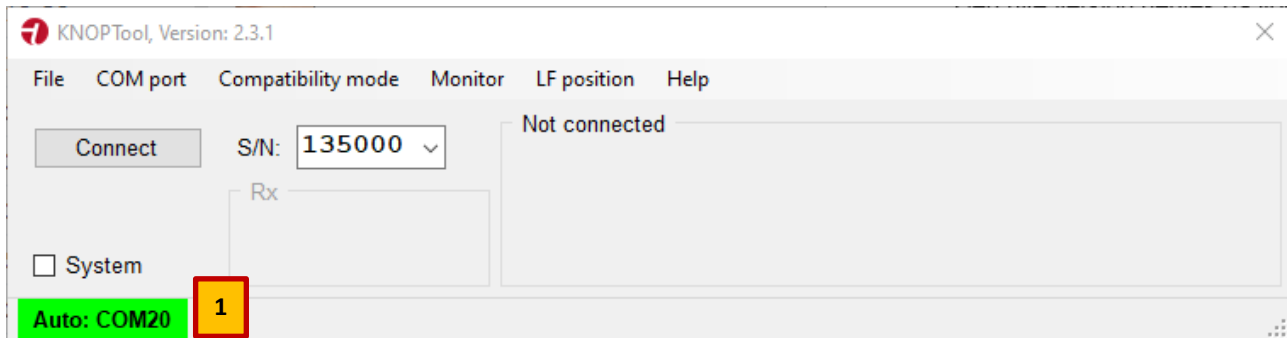 KNOPTool, Version: 2.3.1
File COM port Compatibility mode Monitor LF position Help
Connect S/N: 135000 Not connected
Rx
System
Auto: COM20 1